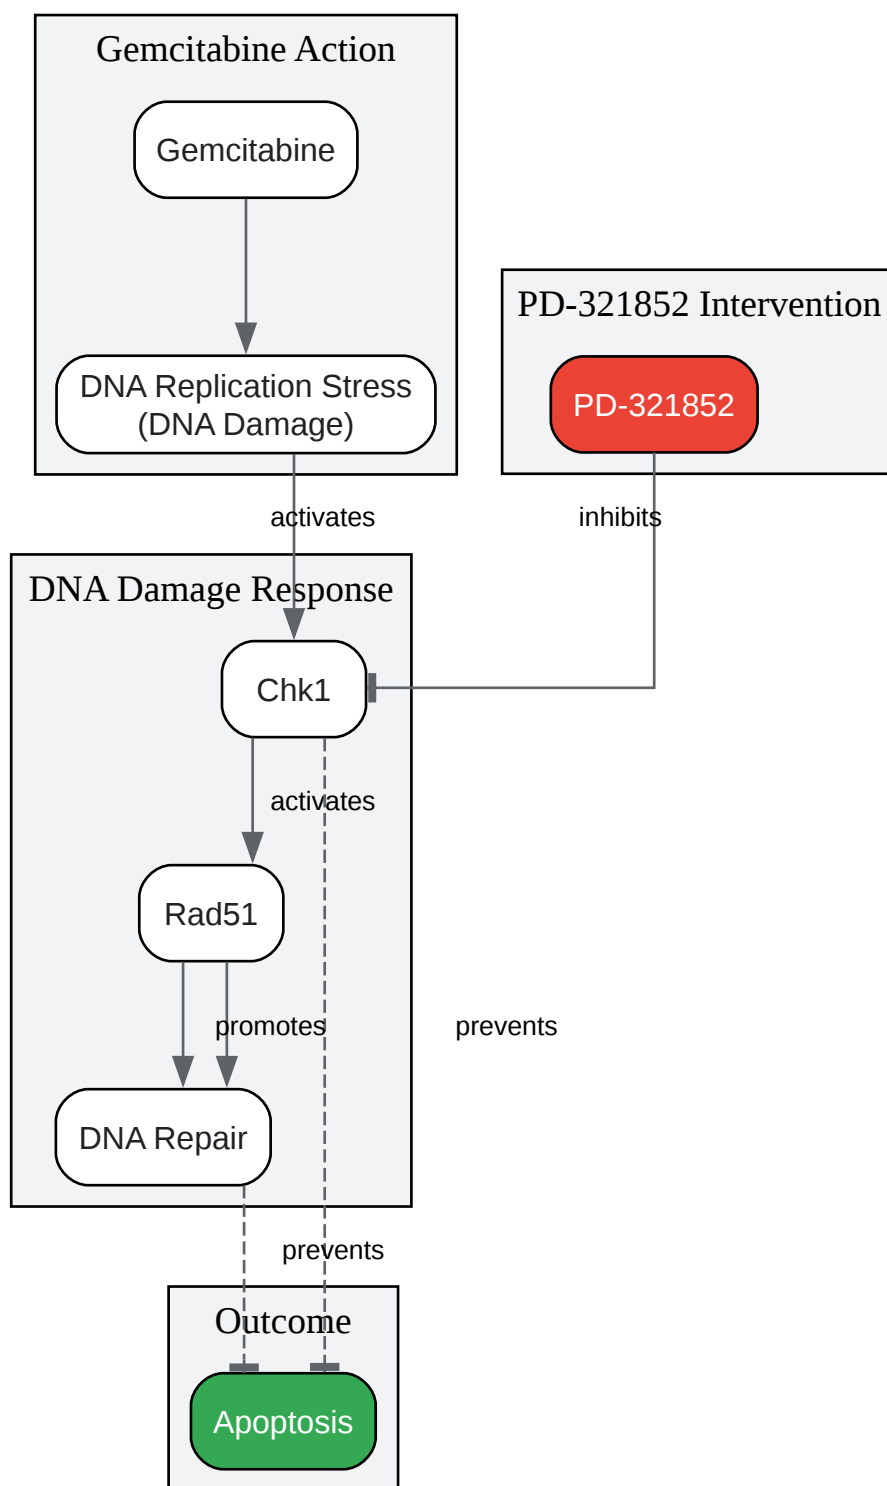 Gemcitabine Action
Gemcitabine
PD-321852 Intervention
DNA Replication Stress
(DNA Damage)
PD-321852
activates
inhibits
DNA Damage Response
Chk1
activates
Rad51
promotes
prevents
DNA Repair
prevents
Outcome
Apoptosis